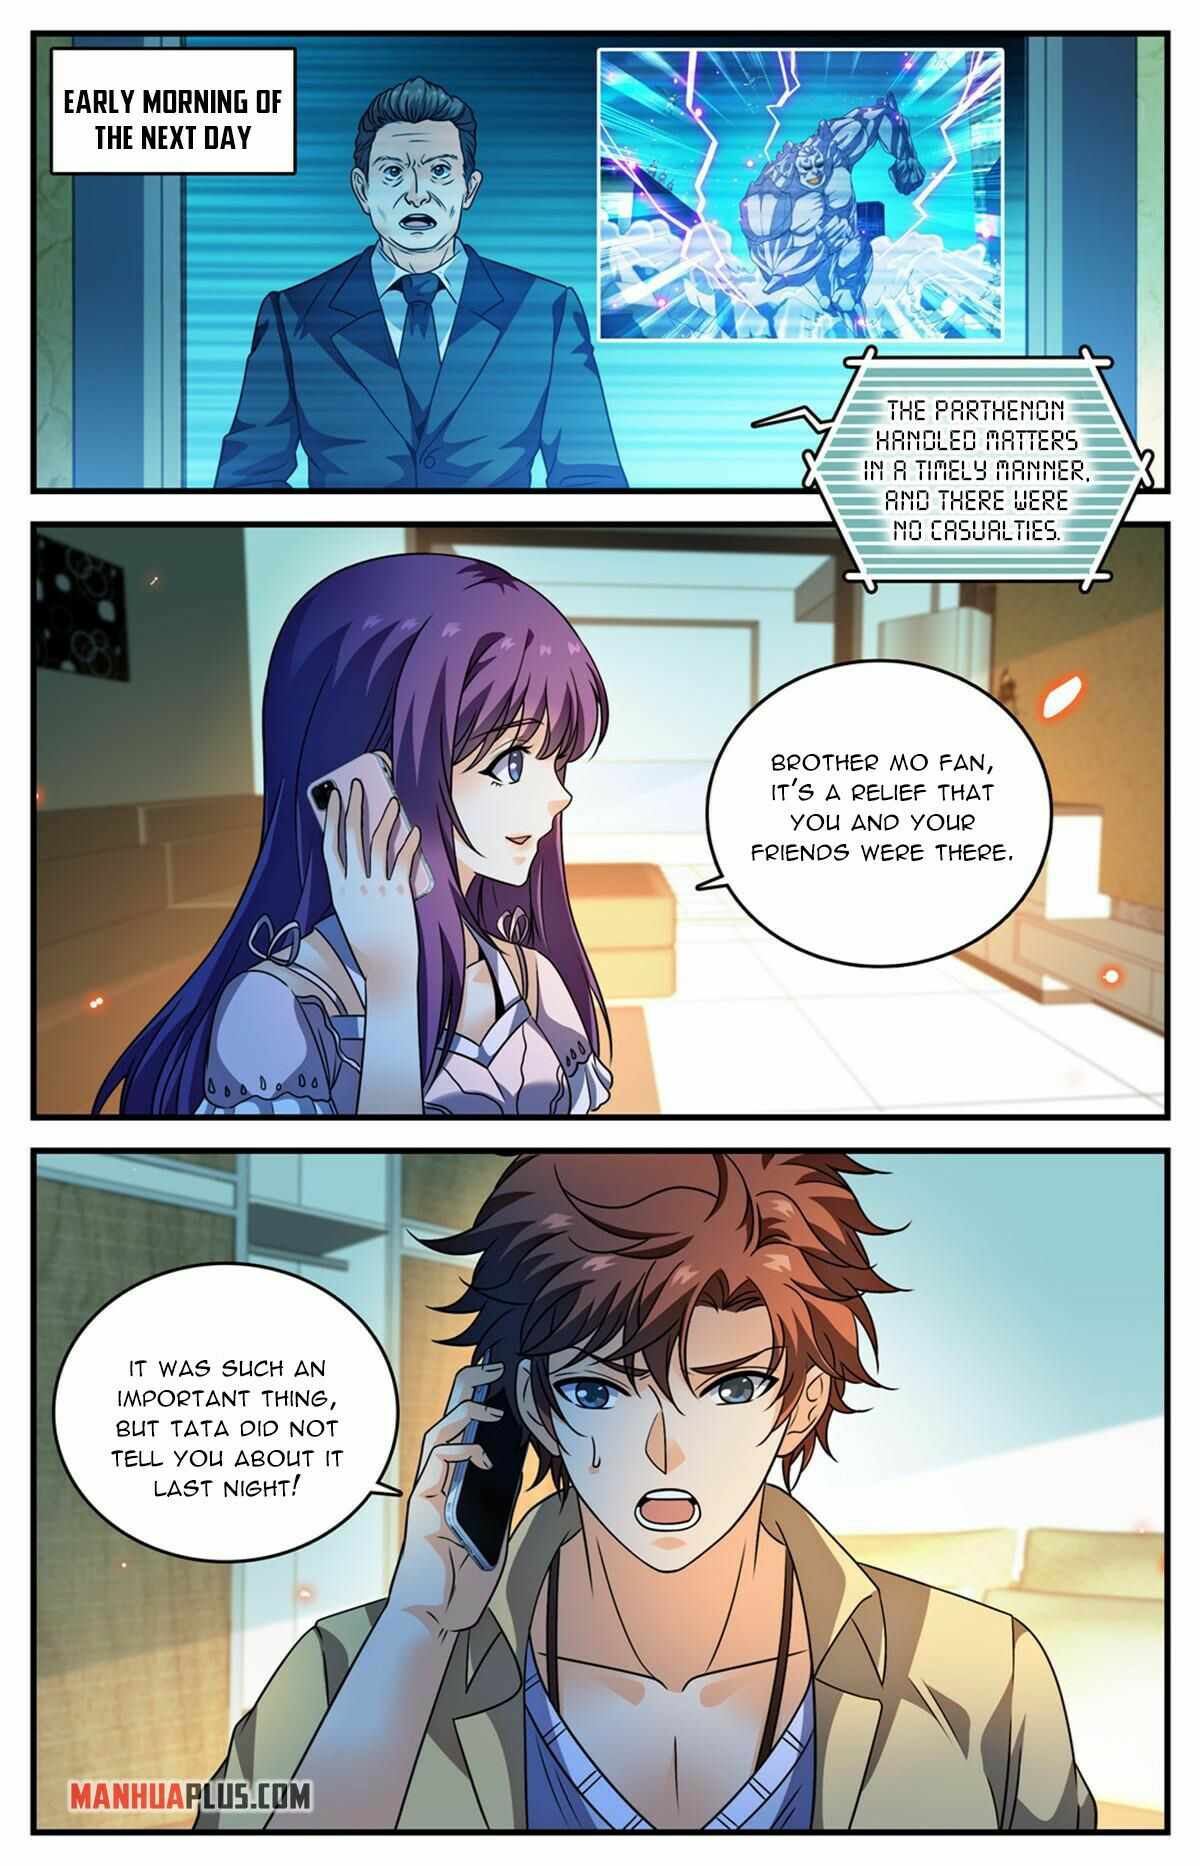 EARLY MORNING OF
THE NEXT DAY
THE PARTHENON
HANDLED MATTERS
IN A TIMELY MANNER,
AND THERE WERE
NO CASUALTIES.
BROTHER MO FAN,
IT'S A RELIEF THAT
YOU AND YOUR
FRIENDS WERE THERE.
IT WAS SUCH AN
IMPORTANT THING,
BUT TATA DID NOT
TELL YOU ABOUT IT
LAST NIGHT!
MANHUAPLUS.COM